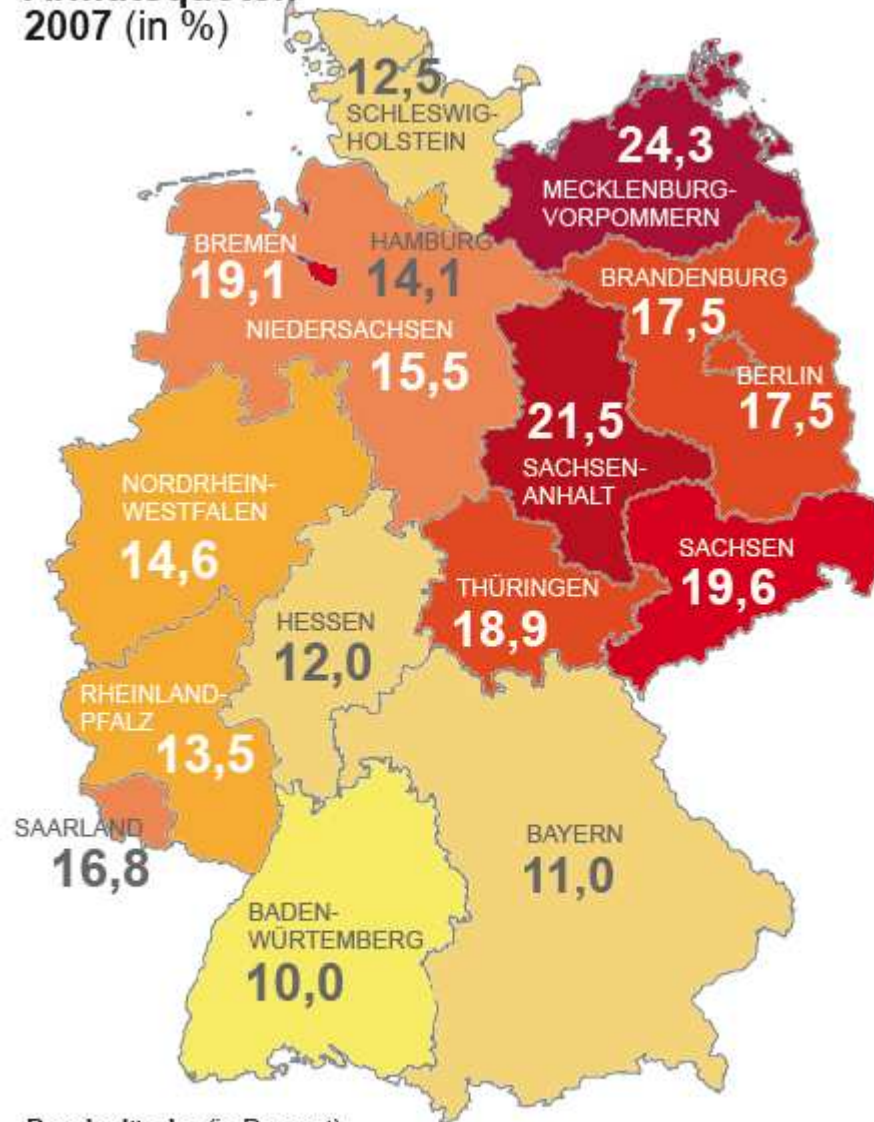 2007 (in %)
12,5
SCHLESWIG-
HOLSTEIN
24,3
MECKLENBURG-
VORPOMMERN
BREMEN
19,1
HAMBURG
14,1
BRANDENBURG
17,5
NIEDERSACHSEN
15,5
BERLIN
17,5
21,5
SACHSEN-
ANHALT
NORDRHEIN-
WESTFALEN
14,6
SACHSEN
19,6
THÜRINGEN
18,9
HESSEN
12,0
RHEINLAND-
PFALZ
13,5
SAARLAND
16,8
BAYERN
11,0
BADEN-
WÜRTEMBERG
10,0